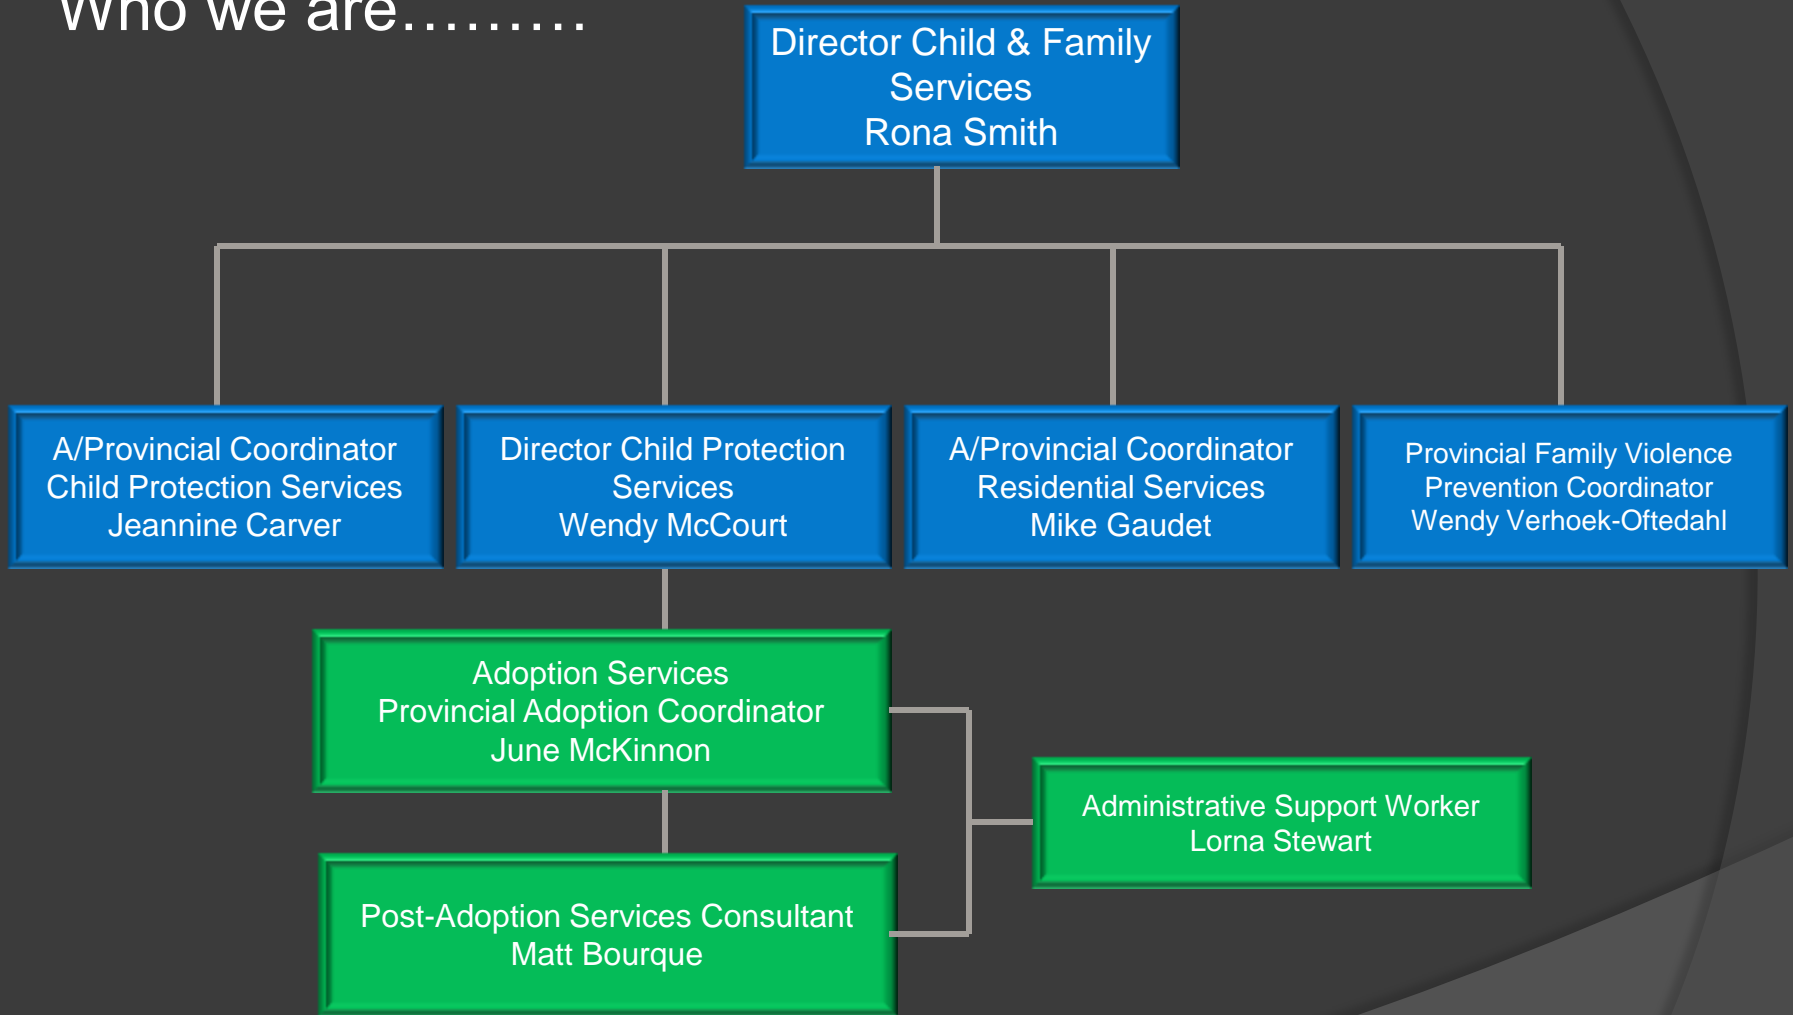 Who we are………
Director Child & Family
Services
Rona Smith
A/Provincial Coordinator
Child Protection Services
Jeannine Carver
Director Child Protection
Services
Wendy McCourt
A/Provincial Coordinator
Residential Services
Mike Gaudet
Provincial Family Violence
Prevention Coordinator
Wendy Verhoek-Oftedahl
Adoption Services
Provincial Adoption Coordinator
June McKinnon
Administrative Support Worker
Lorna Stewart
Post-Adoption Services Consultant
Matt Bourque